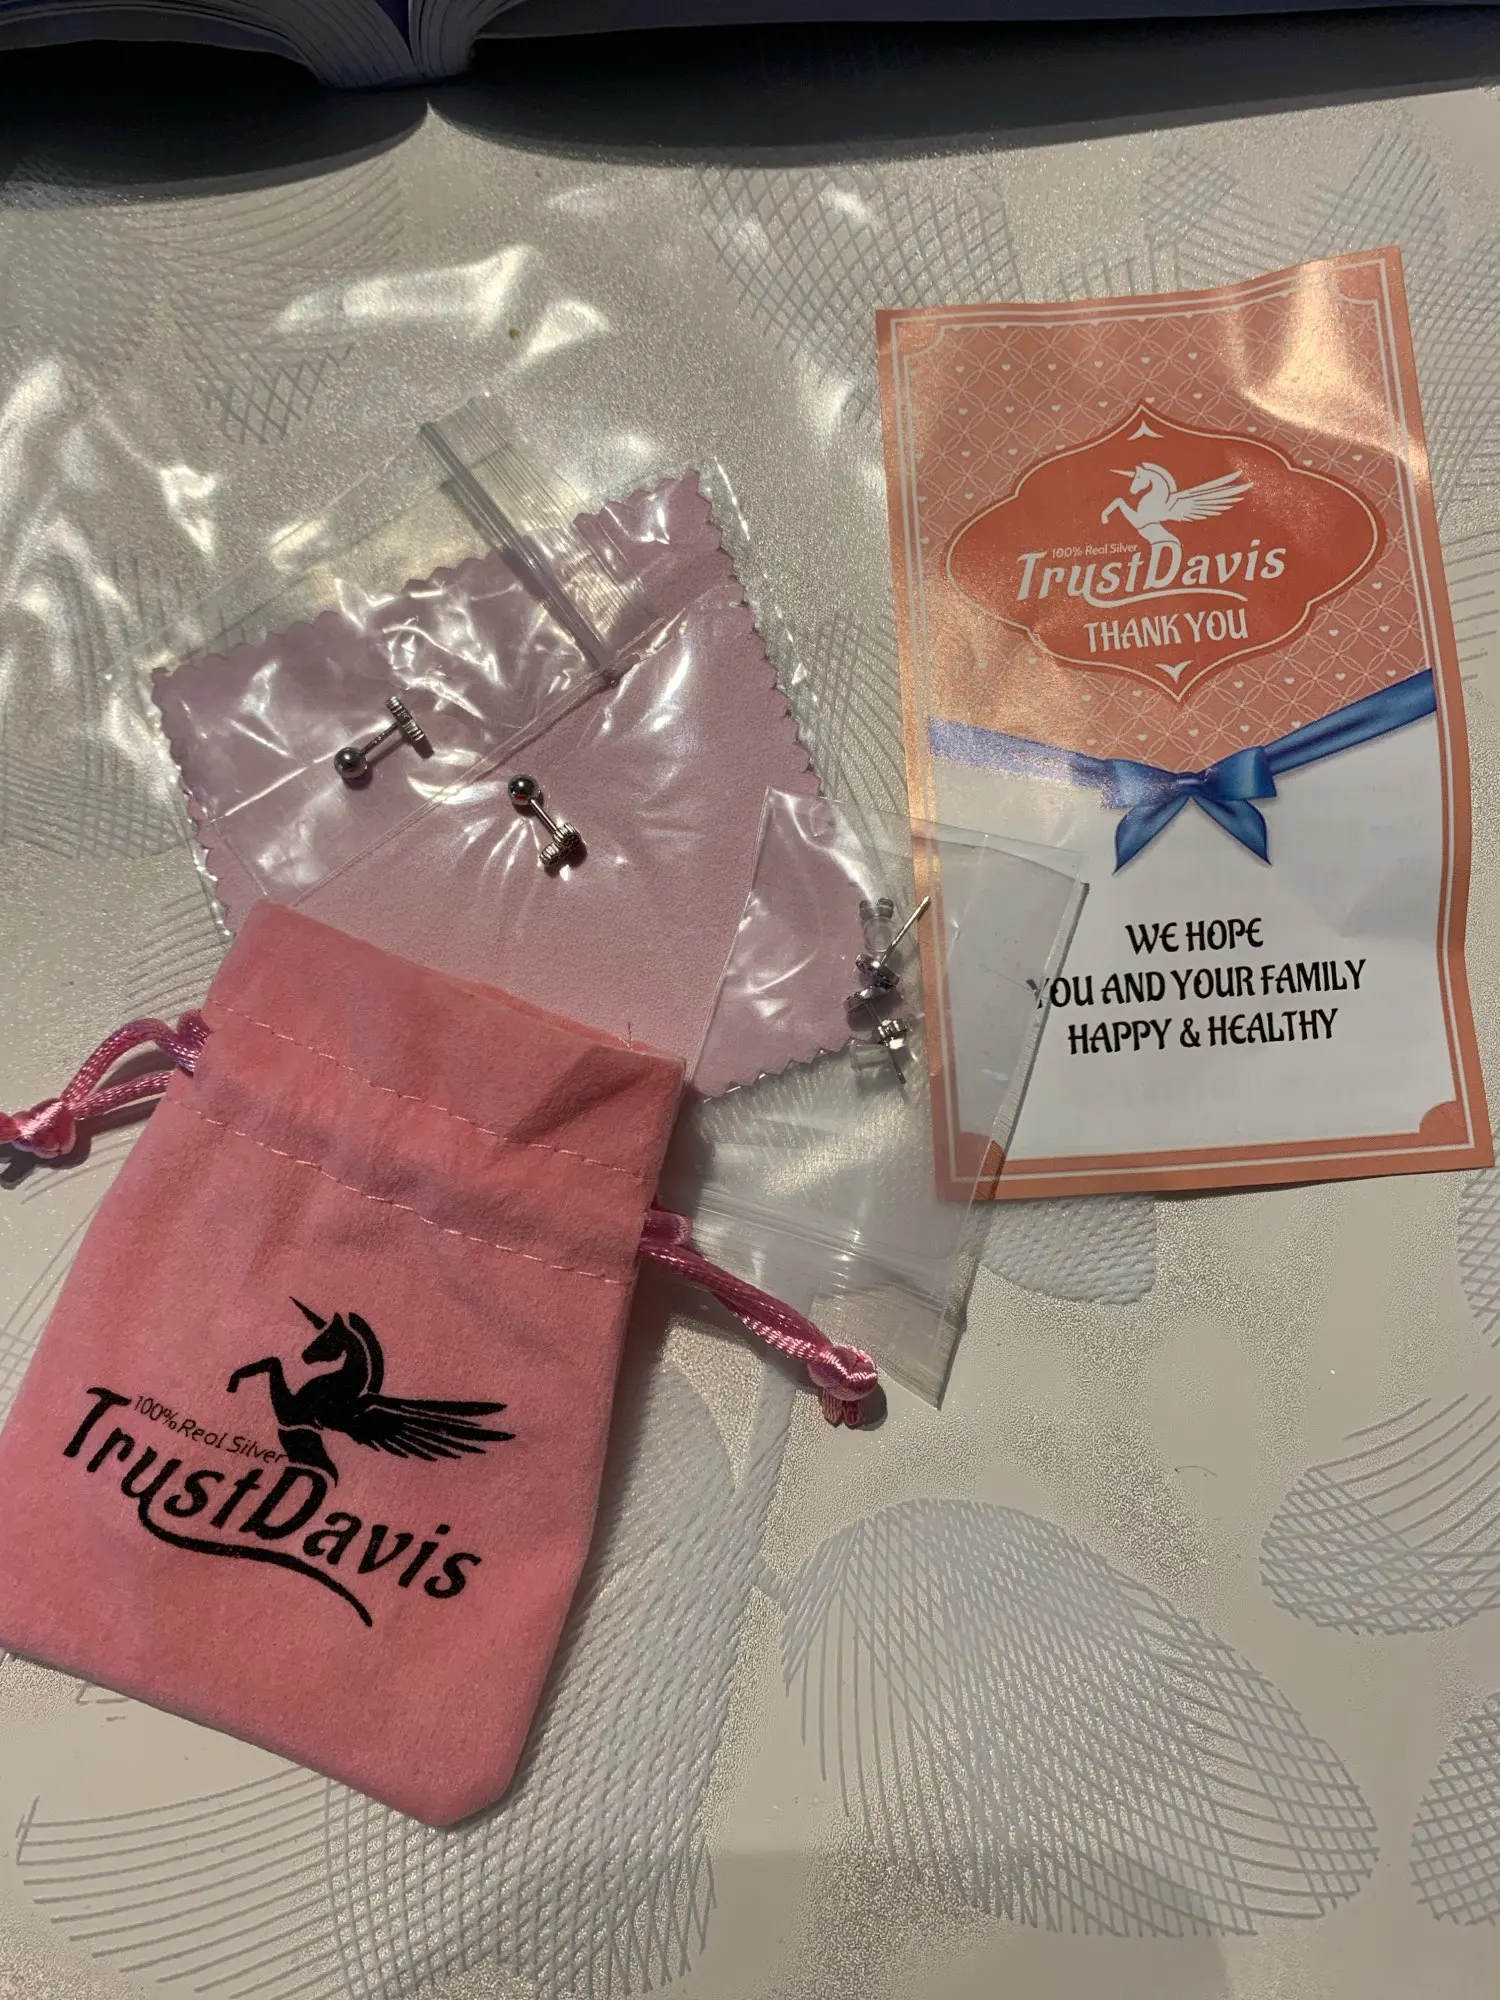 100% Real Silver
TrustDavis
THANK YOU
WE HOPE
YOU AND YOUR FAMILY
HAPPY & HEALTHY
100% Real Silver
TrustDavis